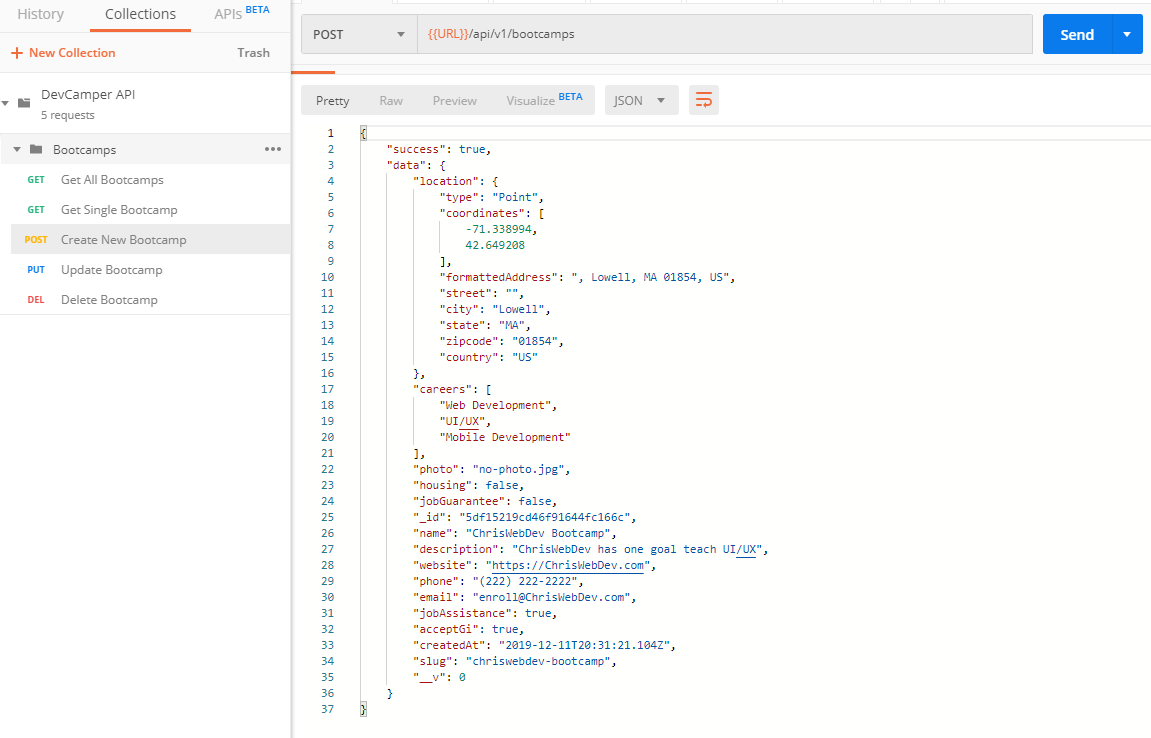 History Collections APIs BETA
+ New Collection Trash
DevCamper API
5 requests
Bootcamps
GET Get All Bootcamps
GET Get Single Bootcamp
POST Create New Bootcamp
PUT Update Bootcamp
DEL Delete Bootcamp
POST {{URL}}/api/v1/bootcamps Send
Pretty Raw Preview Visualize BETA JSON
1 {
2 "success": true,
3 "data": {
4 "location": {
5 "type": "Point",
6 "coordinates": [
7 -71.338994,
8 42.649208
9 ],
10 "formattedAddress": ", Lowell, MA 01854, US",
11 "street": "",
12 "city": "Lowell",
13 "state": "MA",
14 "zipcode": "01854",
15 "country": "US"
16 },
17 "careers": [
18 "Web Development",
19 "UI/UX",
20 "Mobile Development"
21 ],
22 "photo": "no-photo.jpg",
23 "housing": false,
24 "jobGuarantee": false,
25 "_id": "5df15219cd46f91644fc166c",
26 "name": "ChrisWebDev Bootcamp",
27 "description": "ChrisWebDev has one goal teach UI/UX",
28 "website": "https://ChrisWebDev.com",
29 "phone": "(222) 222-2222",
30 "email": "enroll@ChrisWebDev.com",
31 "jobAssistance": true,
32 "acceptGi": true,
33 "createdAt": "2019-12-11T20:31:21.104Z",
34 "slug": "chriswebdev-bootcamp",
35 "__v": 0
36 }
37 }